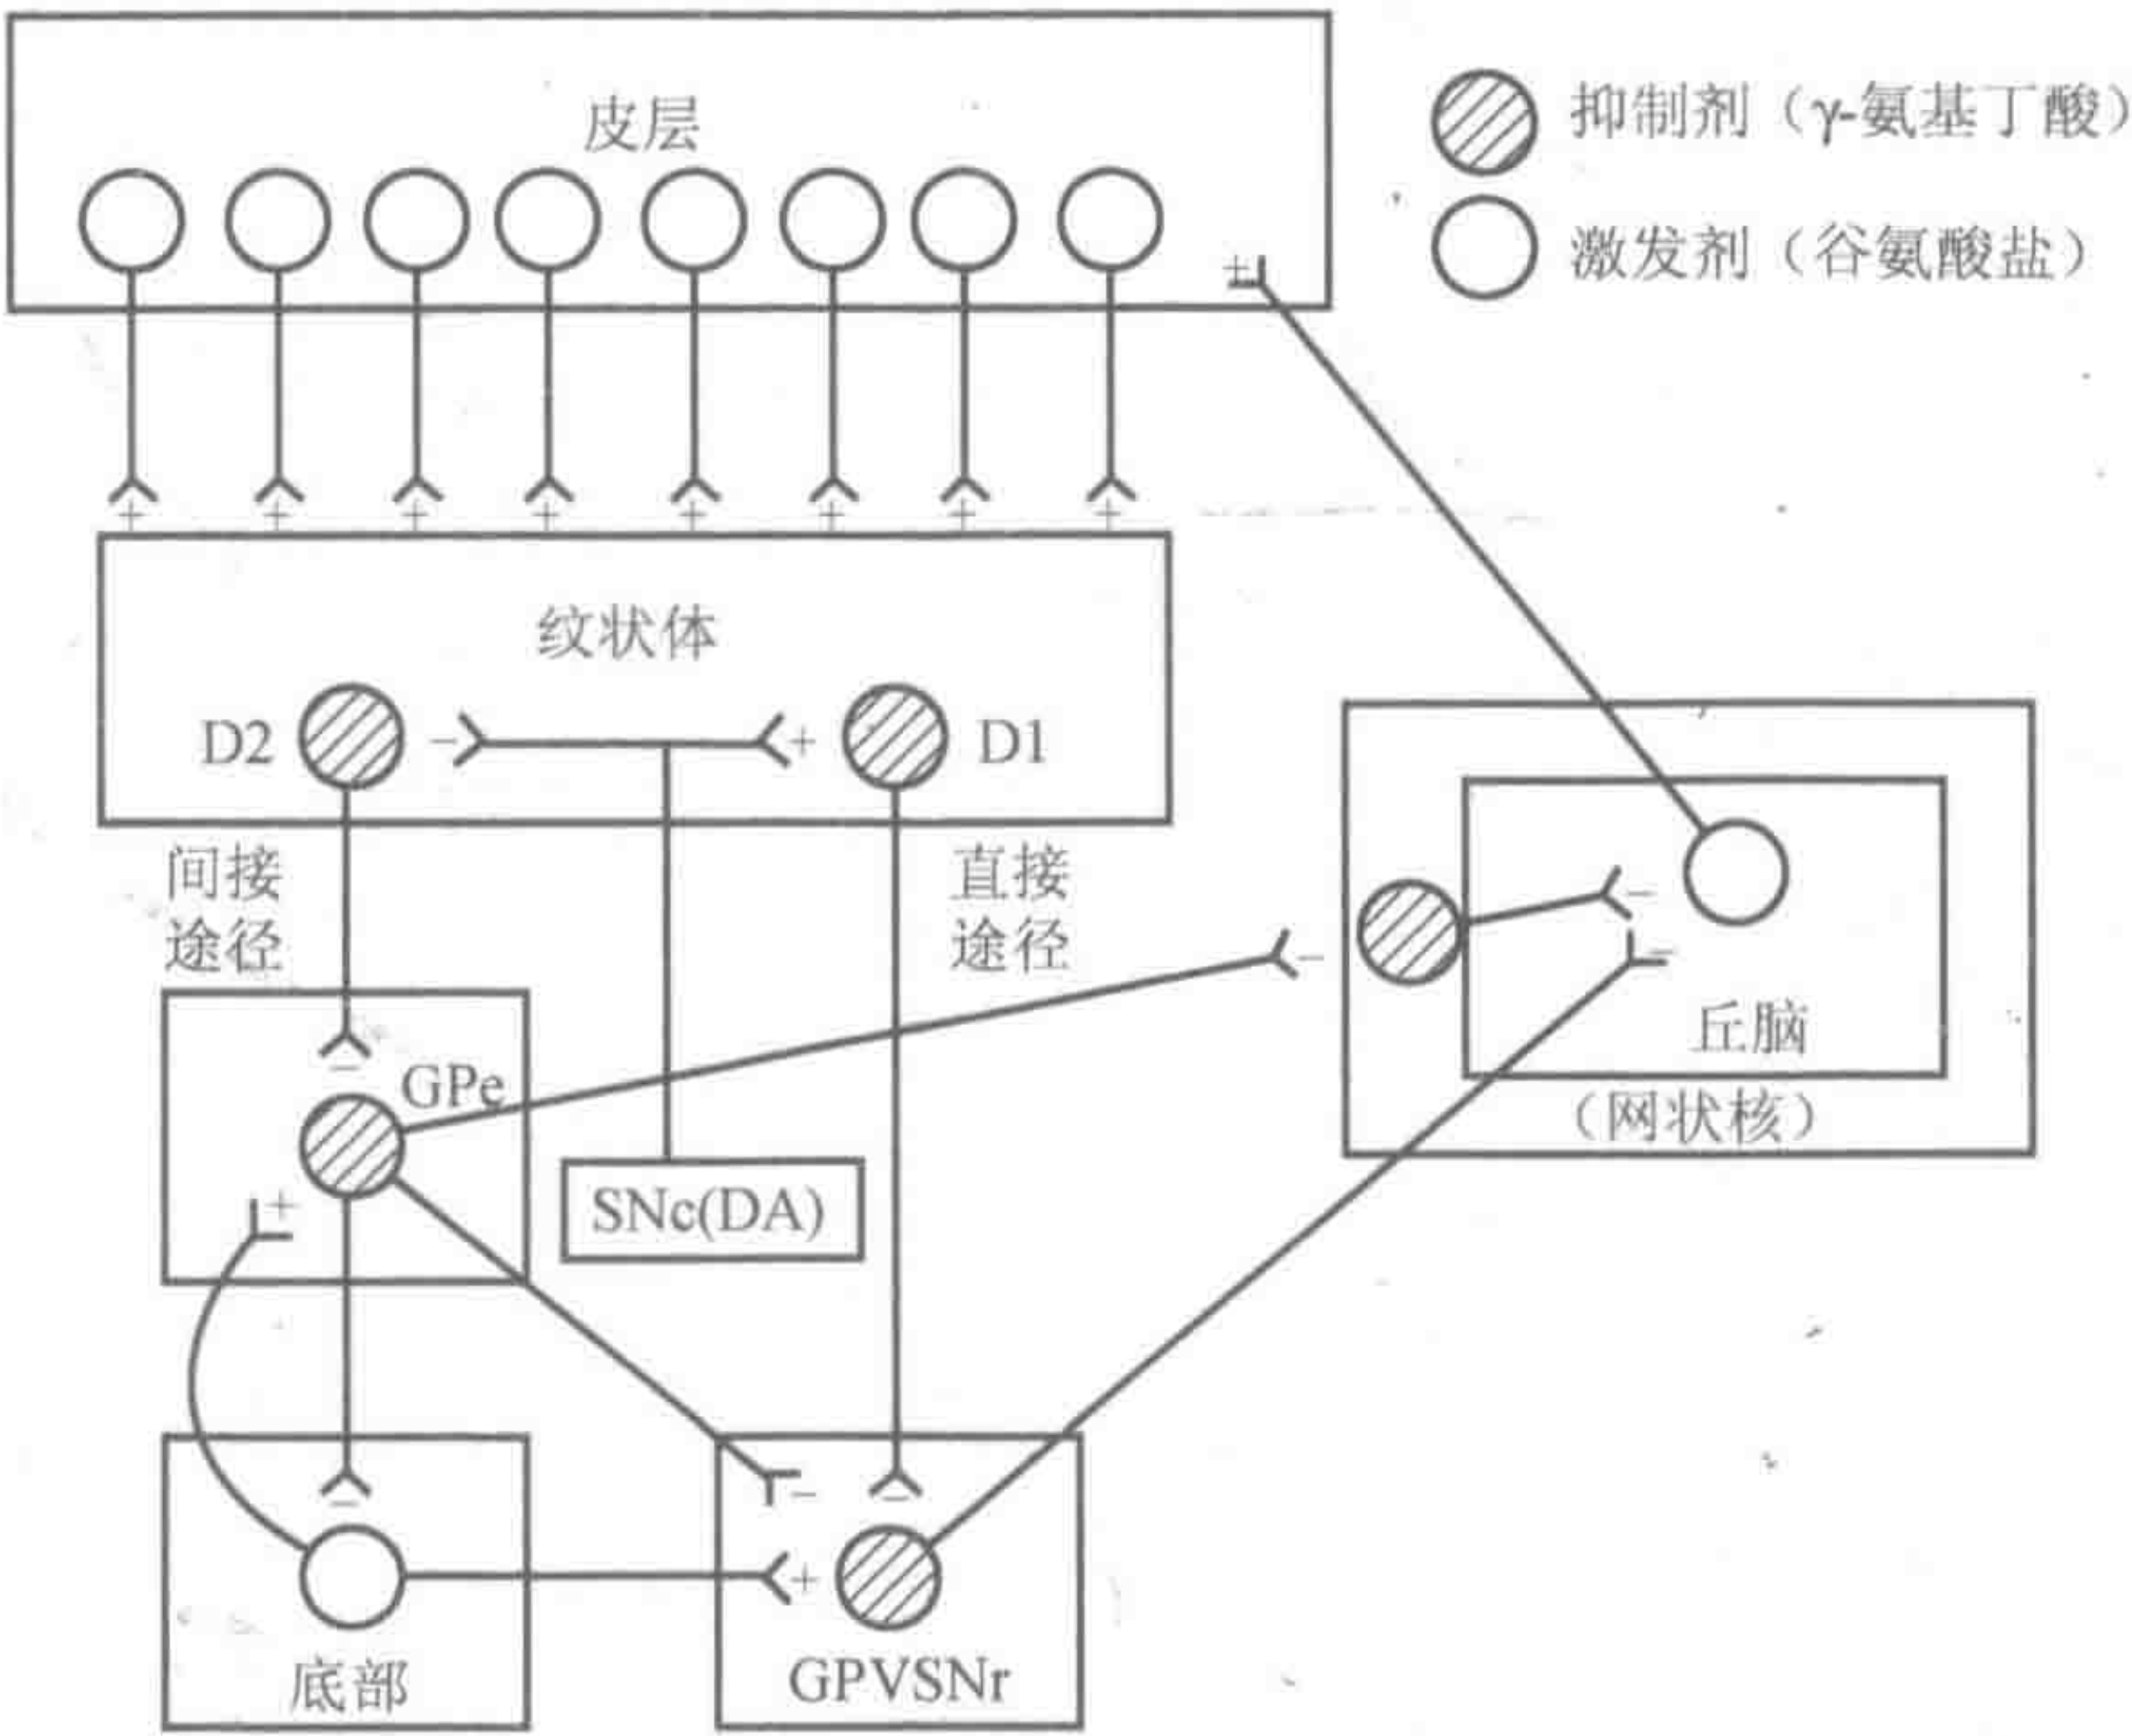 皮层
抑制剂（γ-氨基丁酸）
激发剂（谷氨酸盐）
+
+ + + + + + + +
纹状体
D2 − + D1
间接
途径
直接
途径
−
−
−
丘脑
（网状核）
−
GPe
+
SNc(DA)
−
− −
+
底部
GPVSNr